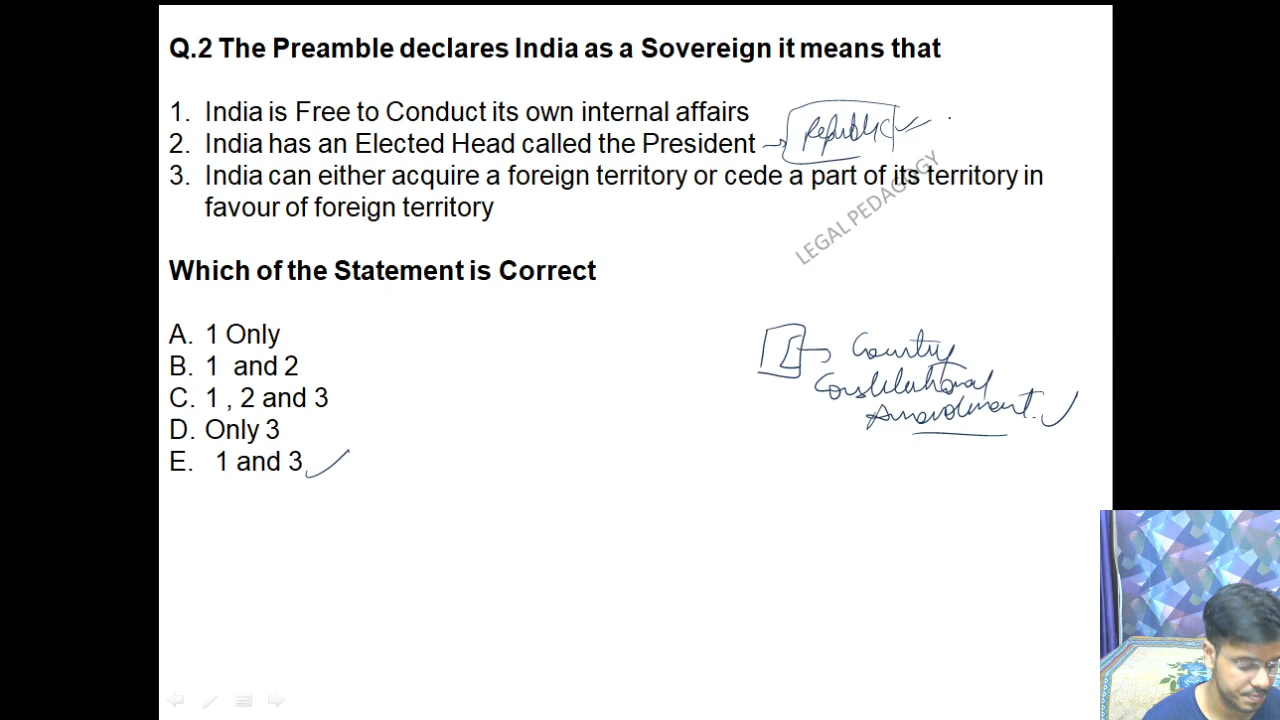 Q.2 The Preamble declares India as a Sovereign it means that
1. India is Free to Conduct its own internal affairs
2. India has an Elected Head called the President
Republic
3. India can either acquire a foreign territory or cede a part of its territory in
favour of foreign territory
LEGAL PEDAGOGY
Which of the Statement is Correct
A. 1 Only
B. 1 and 2
C. 1 , 2 and 3
D. Only 3
E. 1 and 3
Country
Constitutional
Amendment.